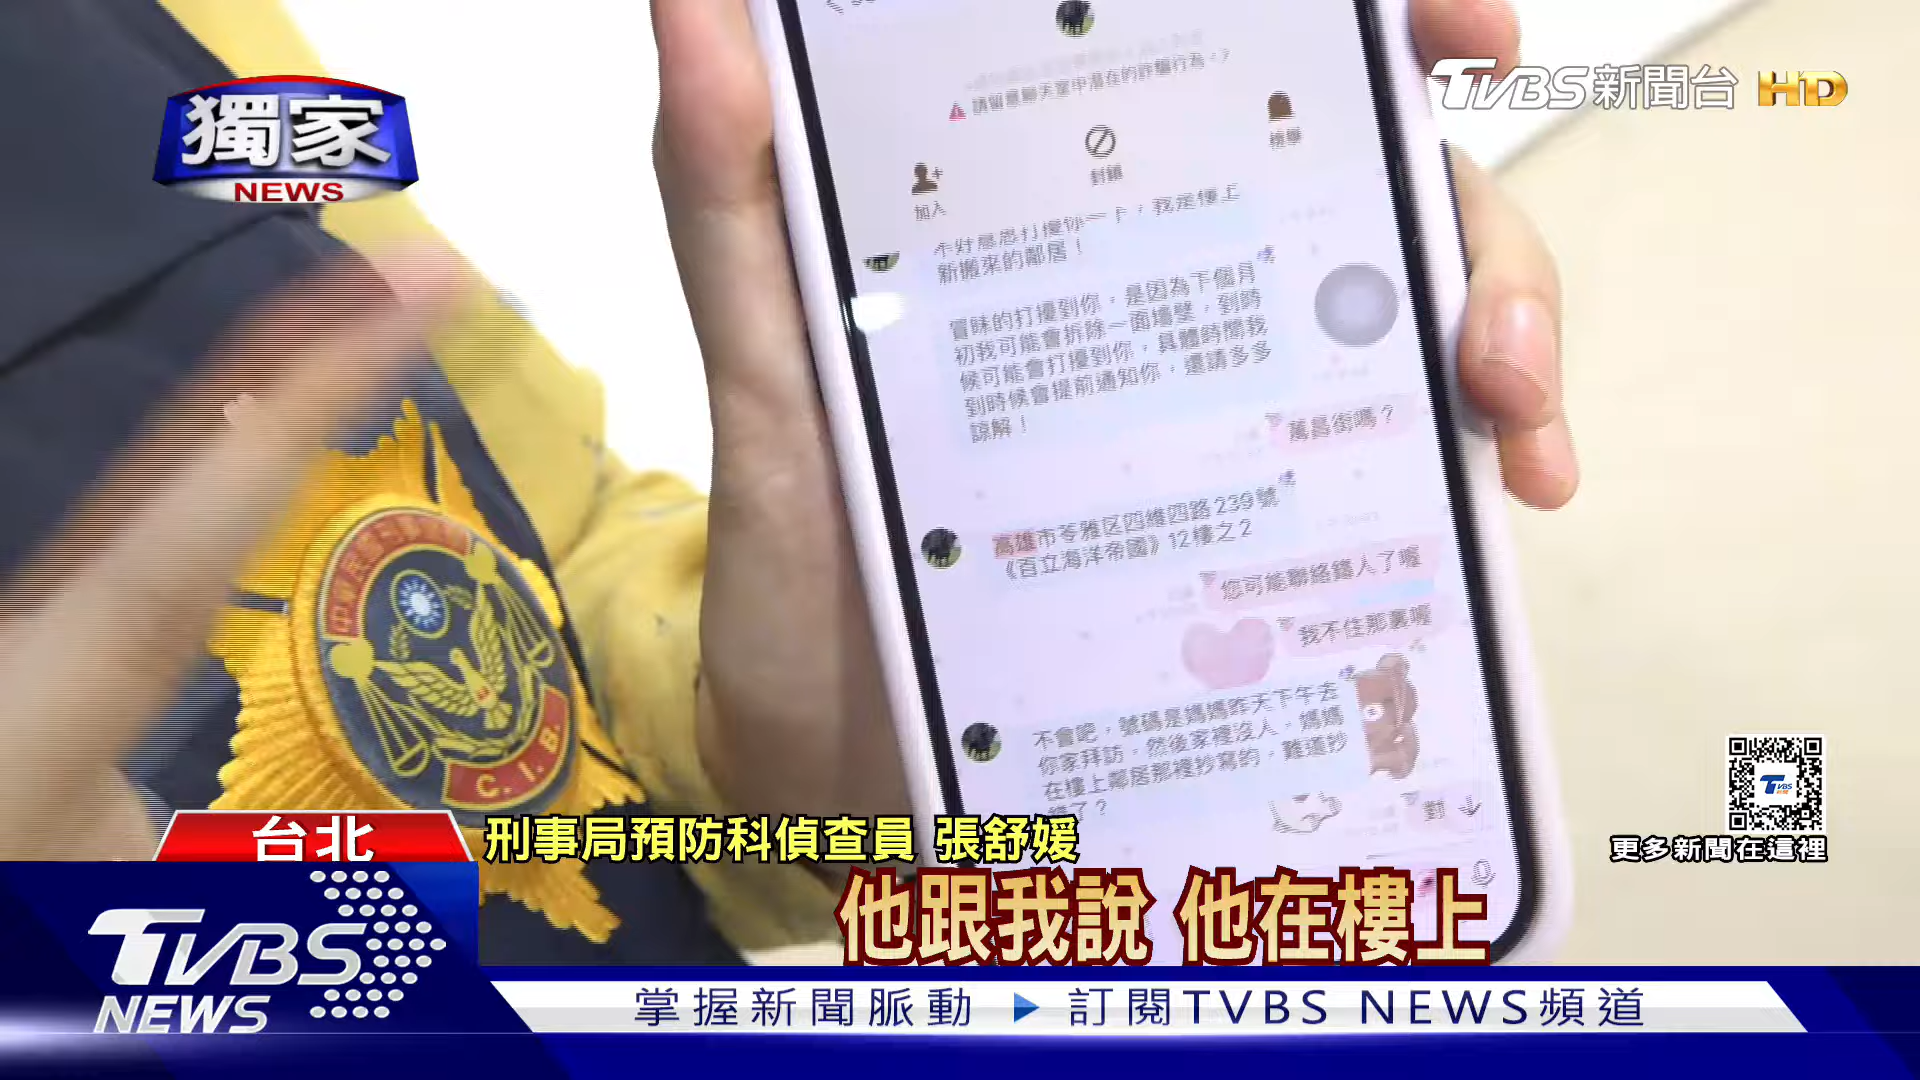 獨家
NEWS
TVBS新聞台 HD
請留意聊天室中潛在的詐騙行為。
加入
封鎖
檢舉
不好意思打擾你一下，我是樓上
新搬來的鄰居！
冒昧的打擾到你，是因為下個月
初我可能會拆除一面墻壁，到時
候可能會打擾到你，具體時間我
到時候會提前通知你，還請多多
諒解！
萬昌街嗎？
高雄市苓雅区四維四路239號
《百立海洋帝國》12樓之2
您可能聯絡錯人了喔
我不住那裏喔
不會吧，號碼是媽媽昨天下午去
你家拜訪，然後家裡沒人，媽媽
在樓上鄰居那裡抄寫的，難道抄
錯了？
對
中華民國刑事
C.I.B.
台北
刑事局預防科偵查員 張舒媛
他跟我說 他在樓上
TVBS
新聞
更多新聞在這裡
TVBS
NEWS
掌握新聞脈動 訂閱TVBS NEWS頻道